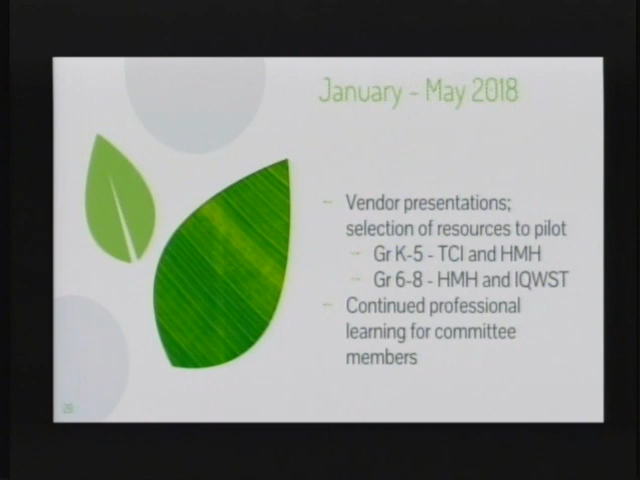 January - May 2018
- Vendor presentations;
selection of resources to pilot
- Gr K-5 - TCI and HMH
- Gr 6-8 - HMH and IQWST
- Continued professional
learning for committee
members